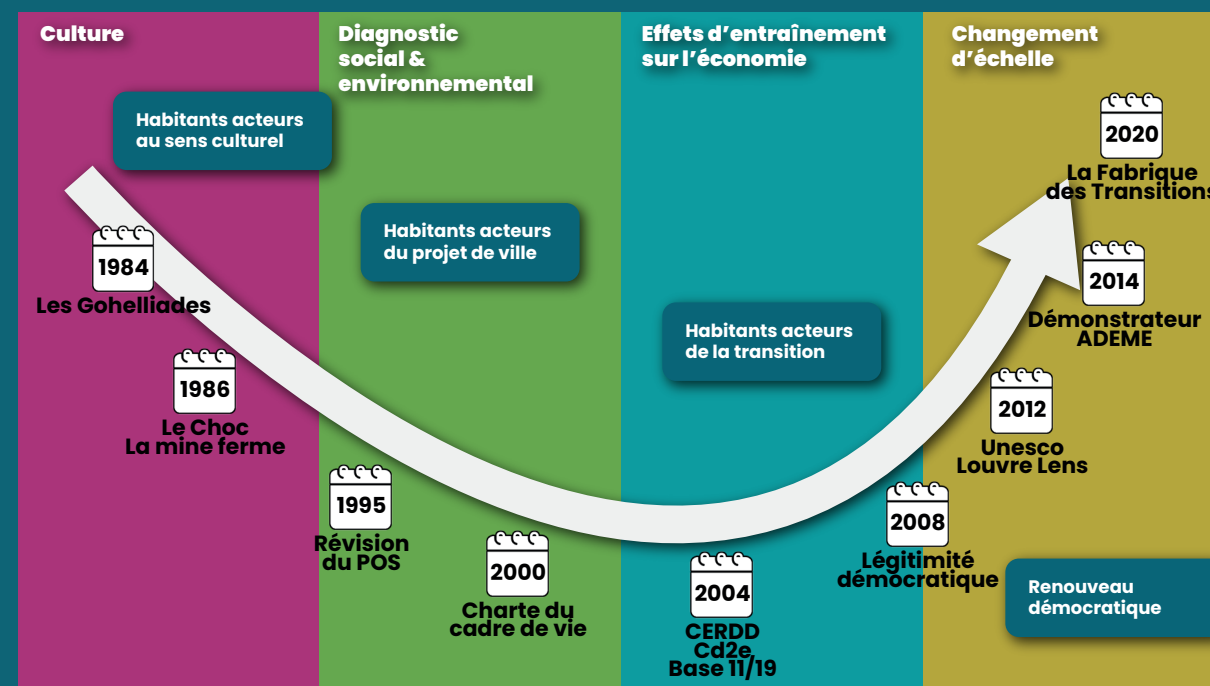 Culture
Diagnostic
social &
environnemental
Effets d'entraînement
sur l'économie
Changement
d'échelle
Habitants acteurs
au sens culturel
Habitants acteurs
du projet de ville
Habitants acteurs
de la transition
Renouveau
démocratique
1984
Les Gohelliades
1986
Le Choc
La mine ferme
1995
Révision
du POS
2000
Charte du
cadre de vie
2004
CERDD
Cd2e
Base 11/19
2008
Légitimité
démocratique
2012
Unesco
Louvre Lens
2014
Démonstrateur
ADEME
2020
La Fabrique
des Transitions